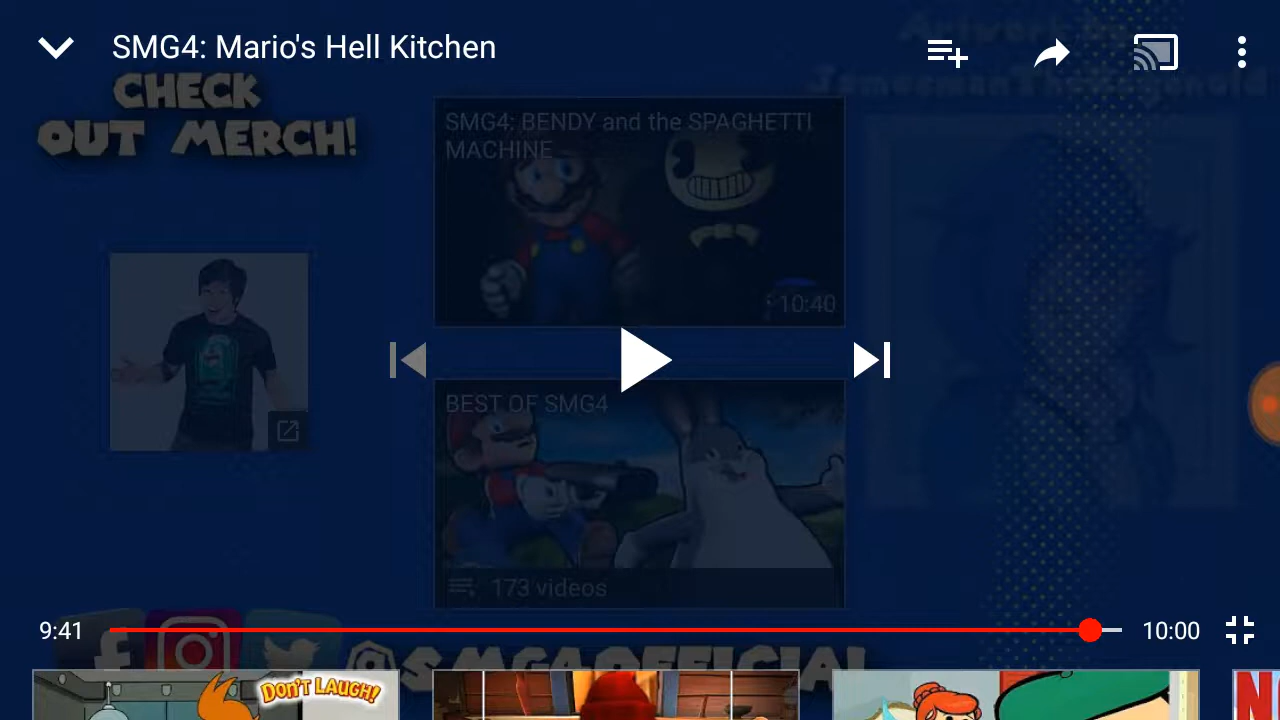 SMG4: Mario's Hell Kitchen
CHECK
OUT MERCH!
SMG4: BENDY and the SPAGHETTI
MACHINE
10:40
BEST OF SMG4
173 videos
9:41
10:00
@SMG4OFFICIAL
DON'T LAUGH!
N